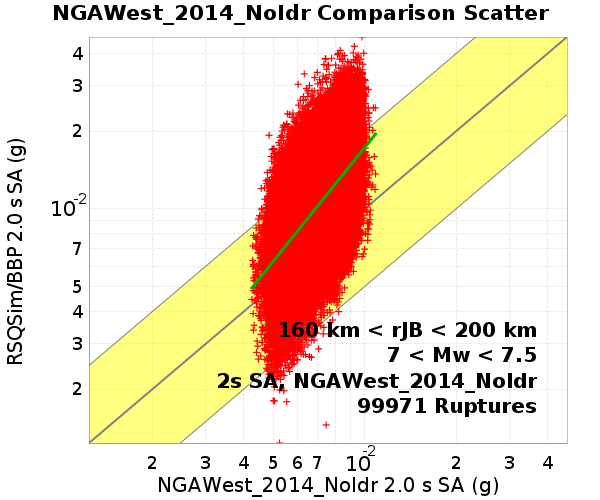 NGAWest_2014_NoIdr Comparison Scatter
RSQSim/BBP 2.0 s SA (g)
4
3
2
10-2
7
5
4
3
2
160 km < rJB < 200 km
7 < Mw < 7.5
2s SA, NGAWest_2014_NoIdr
99971 Ruptures
2 3 4 5 6 7 10-2 2 3 4
NGAWest_2014_NoIdr 2.0 s SA (g)